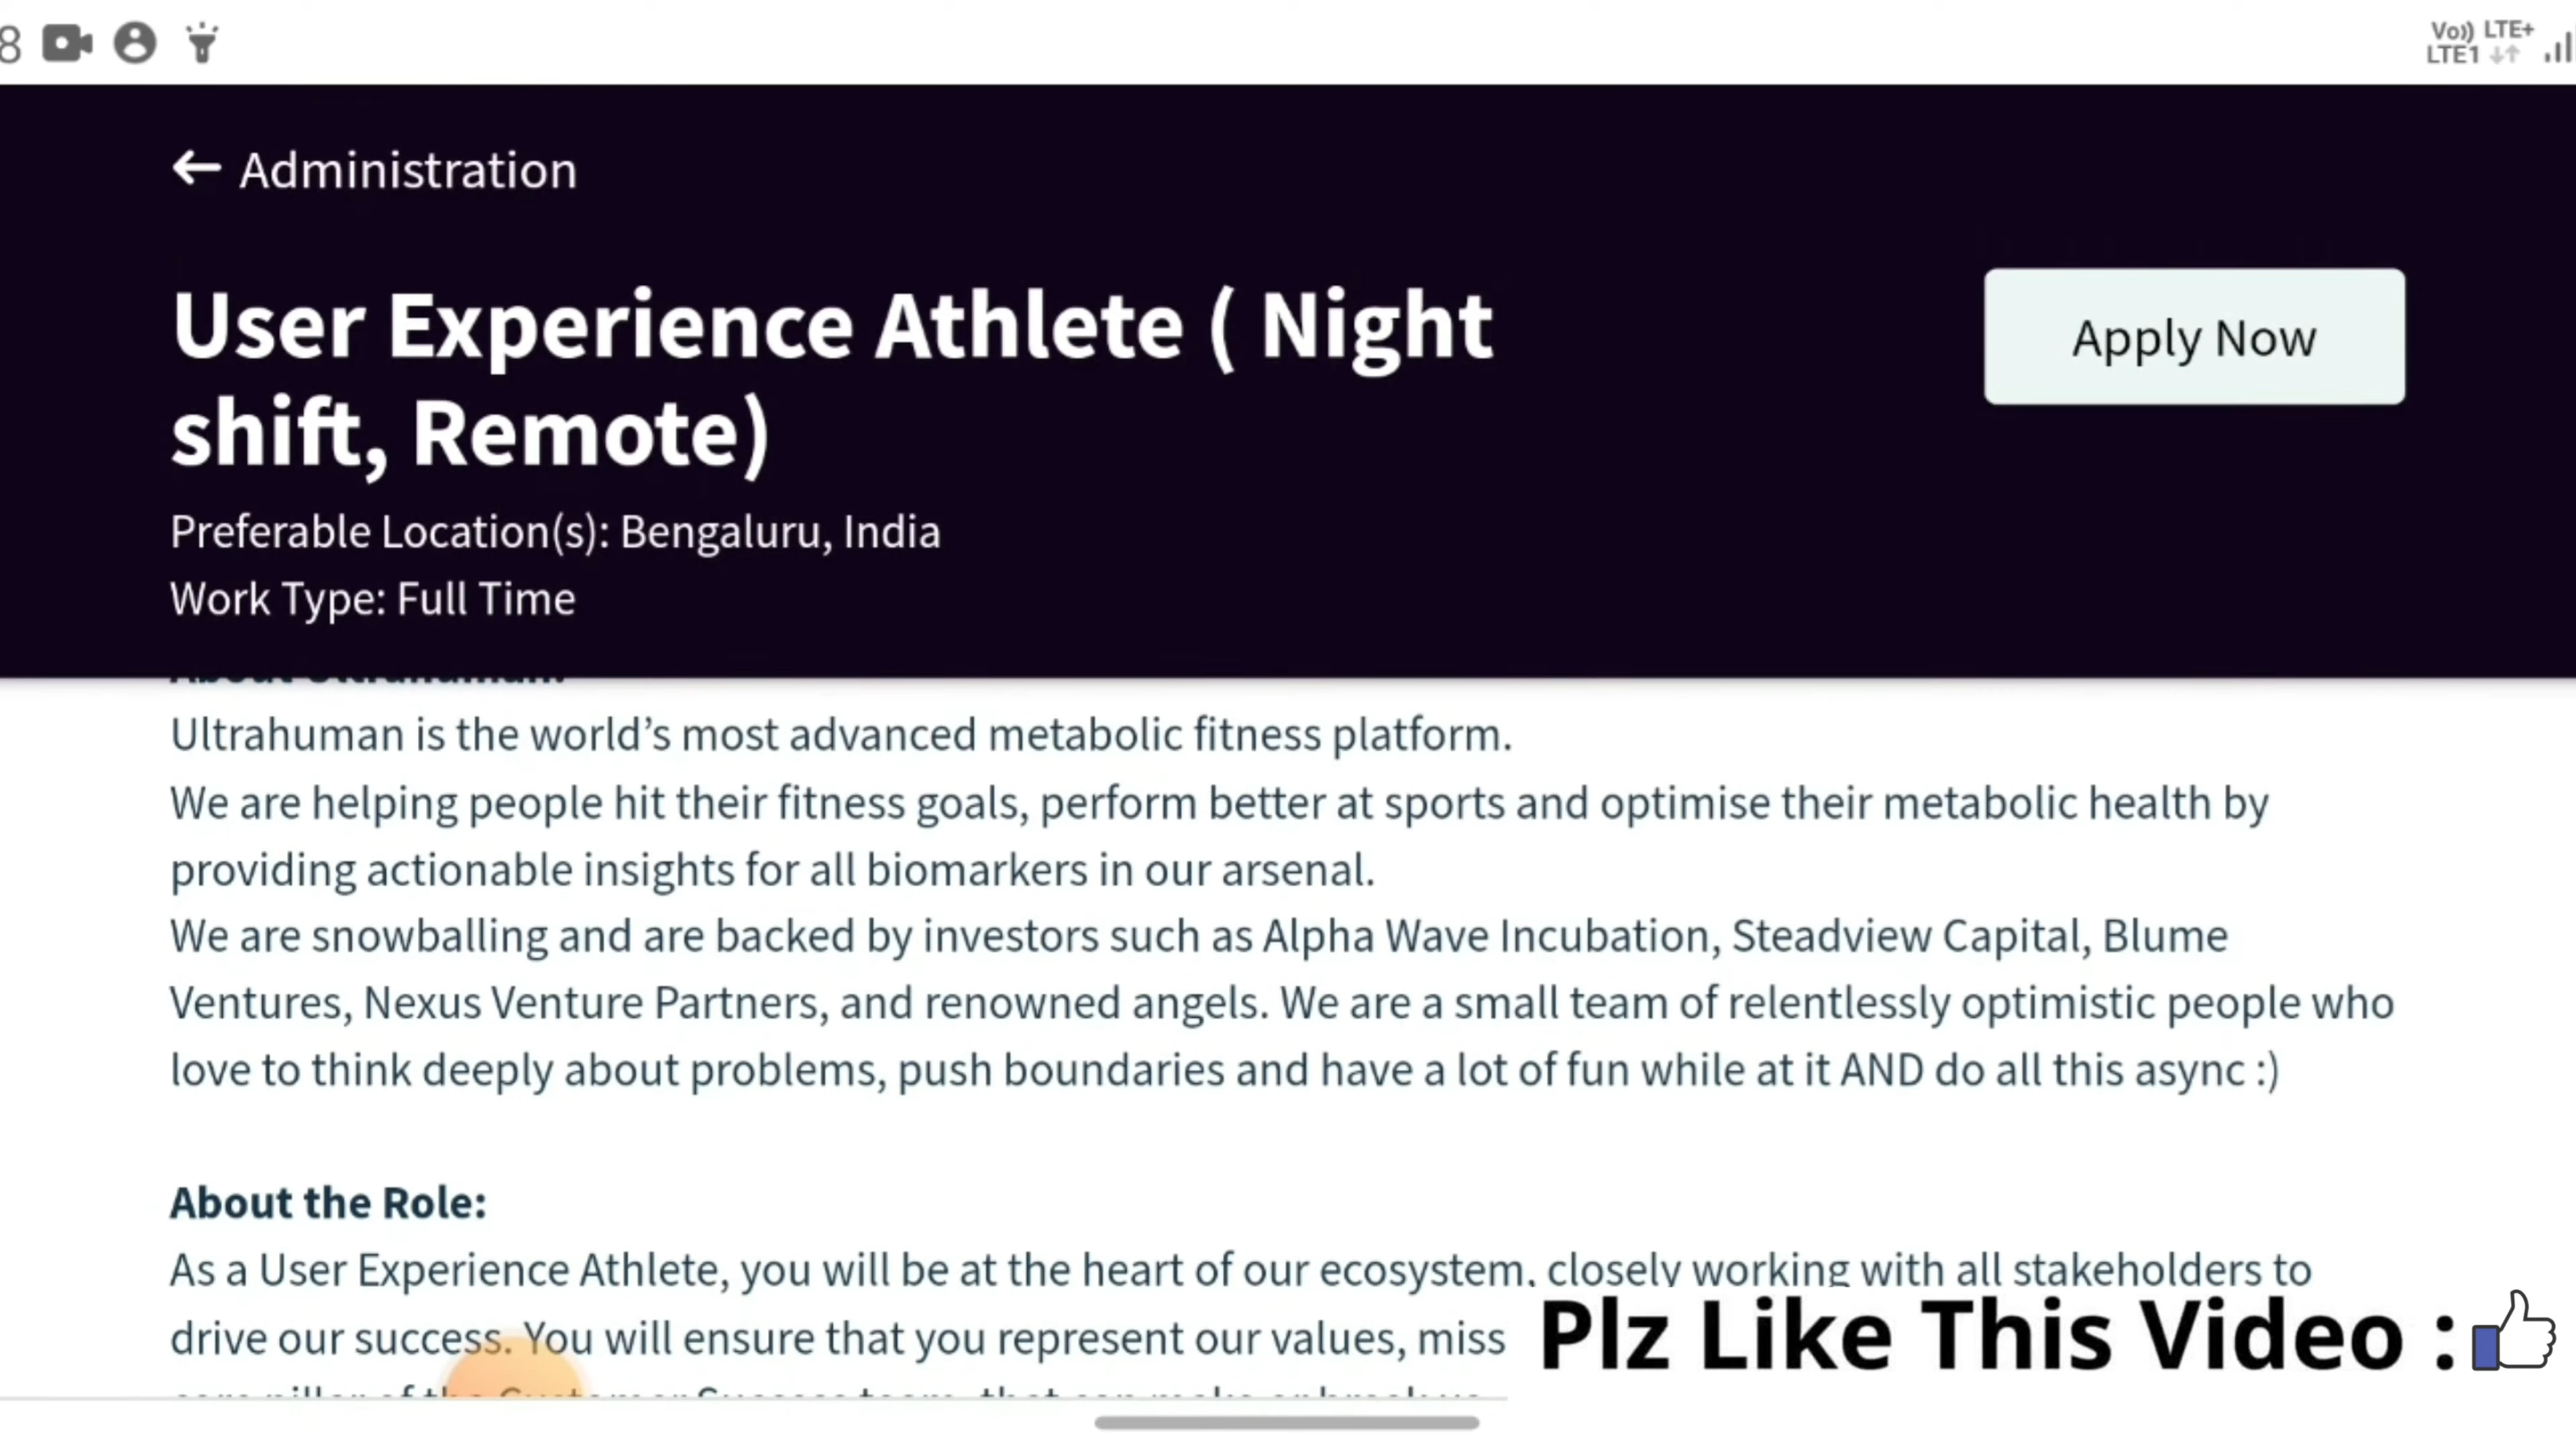 8
Vo)) LTE+
LTE1
← Administration
User Experience Athlete ( Night
shift, Remote)
Apply Now
Preferable Location(s): Bengaluru, India
Work Type: Full Time
About Ultrahuman:
Ultrahuman is the world’s most advanced metabolic fitness platform.
We are helping people hit their fitness goals, perform better at sports and optimise their metabolic health by
providing actionable insights for all biomarkers in our arsenal.
We are snowballing and are backed by investors such as Alpha Wave Incubation, Steadview Capital, Blume
Ventures, Nexus Venture Partners, and renowned angels. We are a small team of relentlessly optimistic people who
love to think deeply about problems, push boundaries and have a lot of fun while at it AND do all this async :)
About the Role:
As a User Experience Athlete, you will be at the heart of our ecosystem, closely working with all stakeholders to
drive our success. You will ensure that you represent our values, miss
Plz Like This Video :